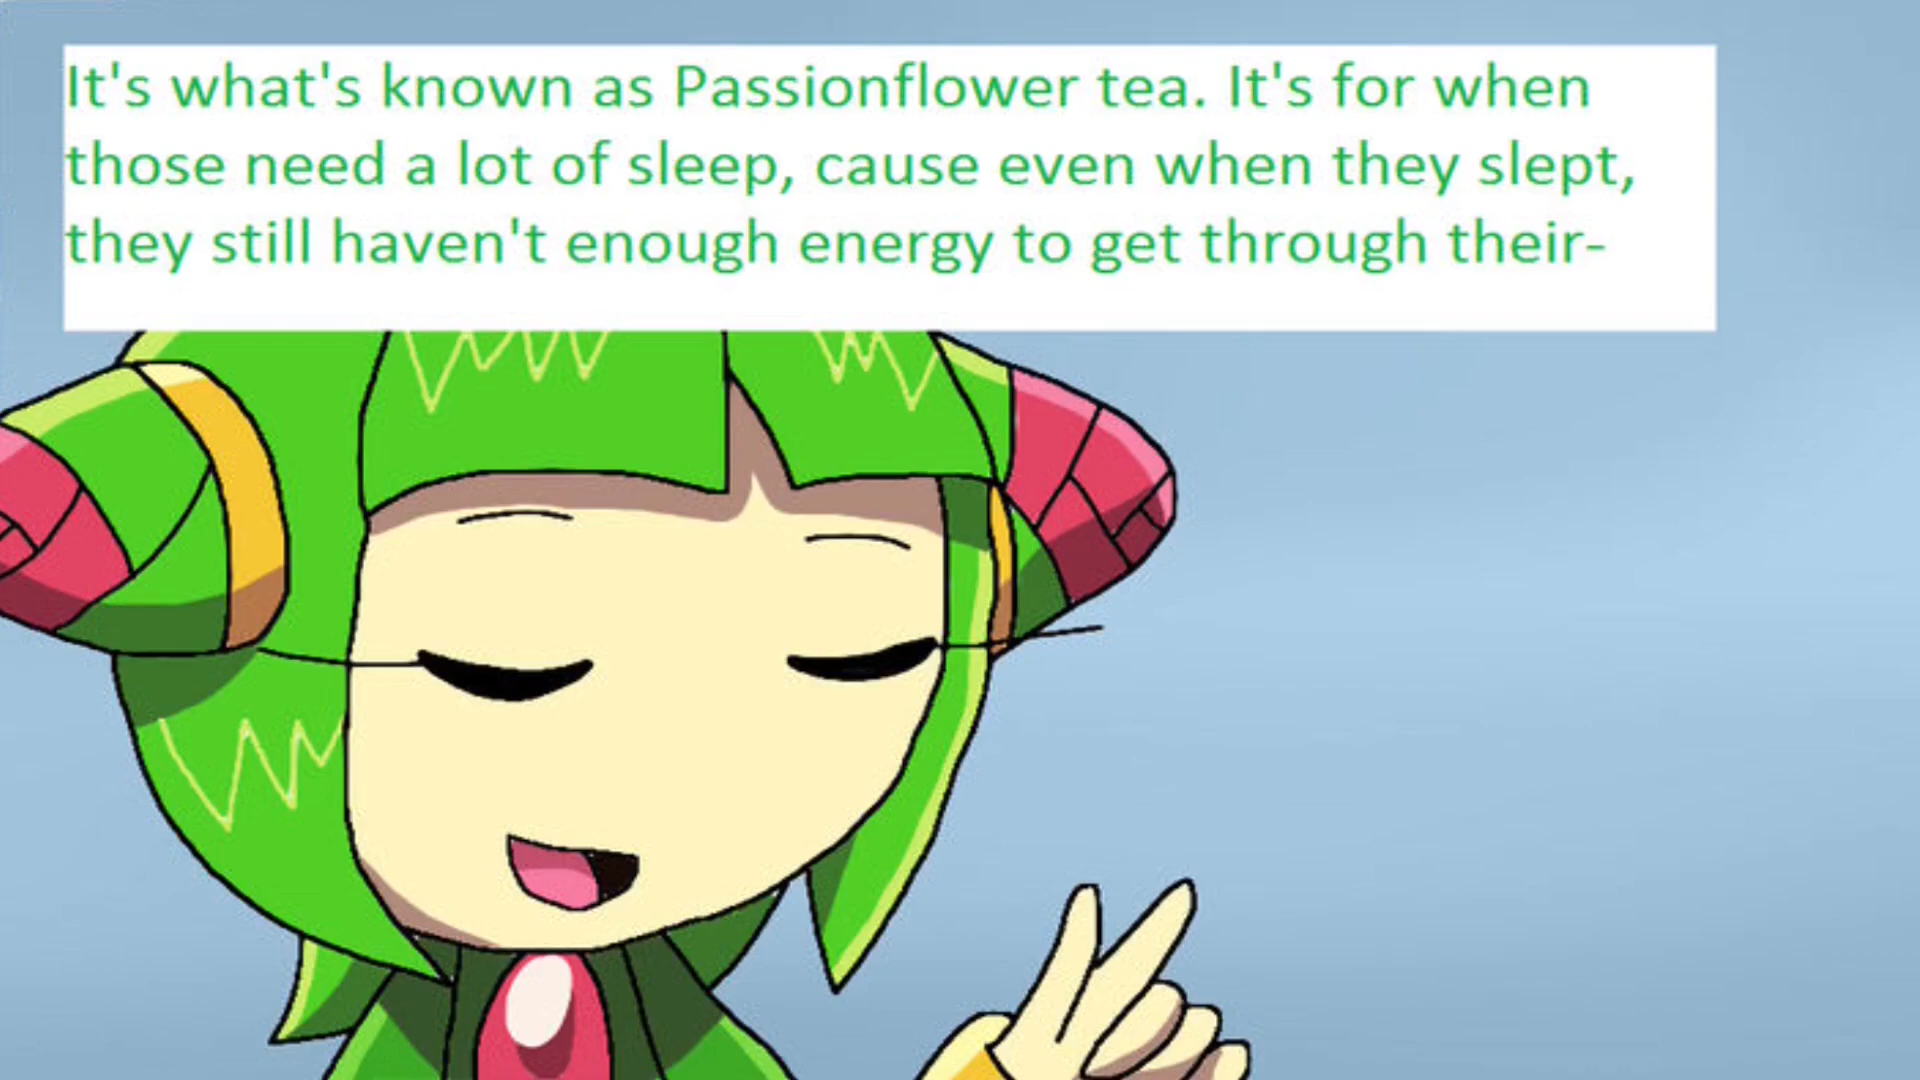 It's what's known as Passionflower tea. It's for when
those need a lot of sleep, cause even when they slept,
they still haven't enough energy to get through their-